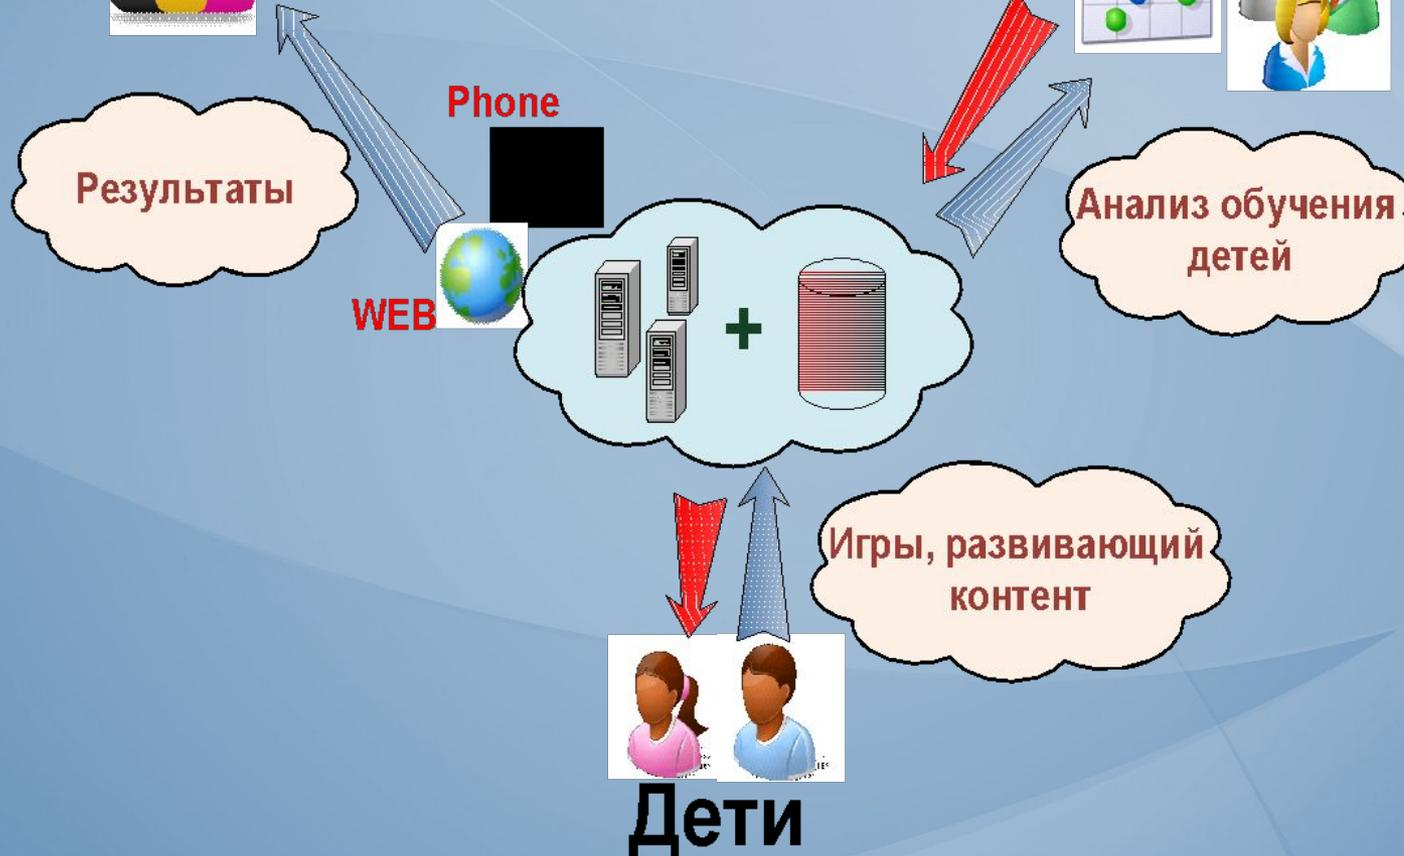 Phone
Результаты
Анализ обучения
детей
WEB
Игры, развивающий
контент
Дети